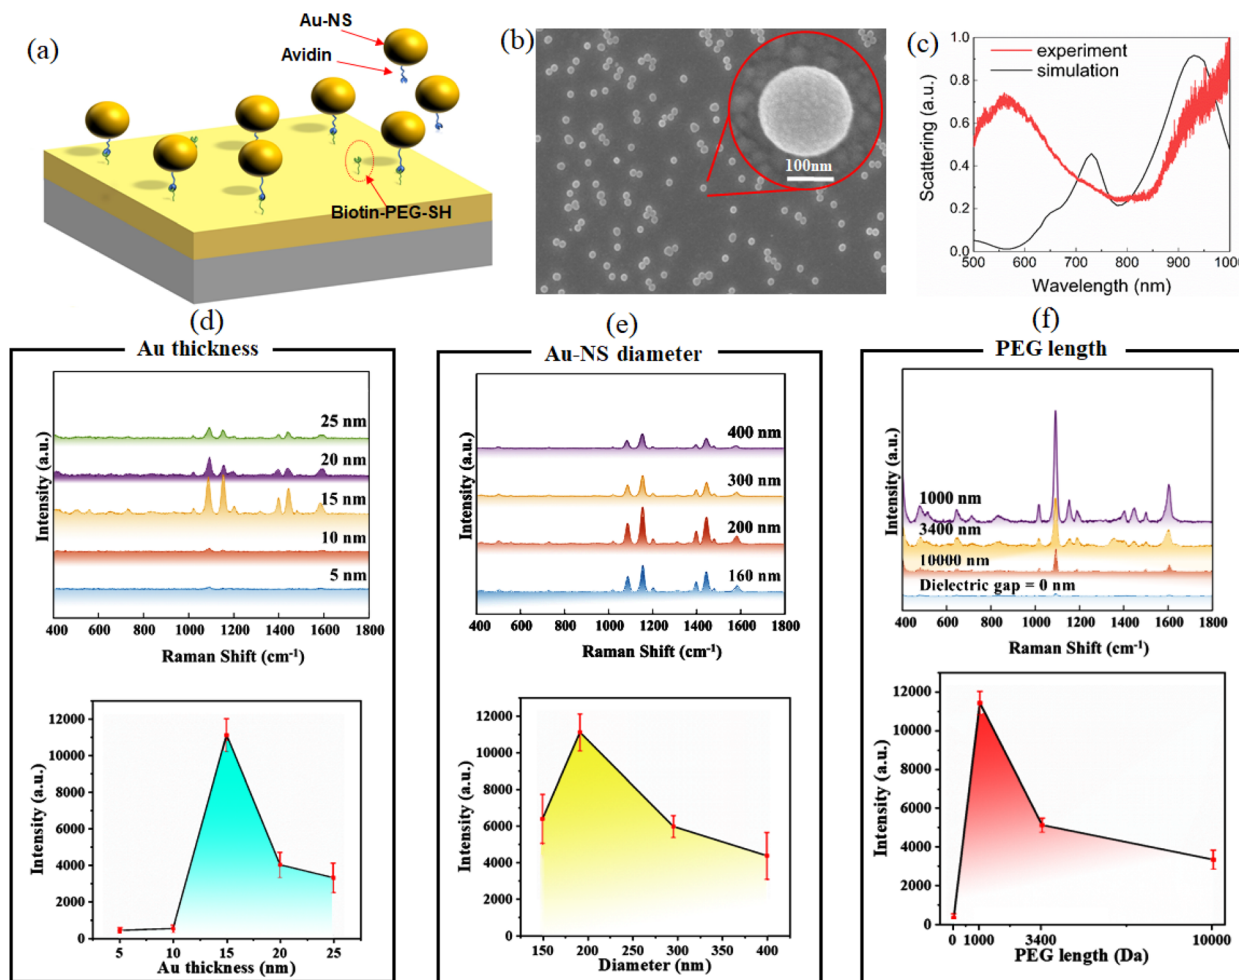 (a)
Au-NS
Avidin
Biotin-PEG-SH
(b)
100nm
(c)
experiment
simulation
Scattering (a.u.)
1.0
0.8
0.6
0.4
0.2
0.0
500 600 700 800 900 1000
Wavelength (nm)
(d)
Au thickness
Intensity (a.u.)
25 nm
20 nm
15 nm
10 nm
5 nm
400 600 800 1000 1200 1400 1600 1800
Raman Shift (cm-1)
Intensity (a.u.)
12000
10000
8000
6000
4000
2000
0
5 10 15 20 25
Au thickness (nm)
(e)
Au-NS diameter
Intensity (a.u.)
400 nm
300 nm
200 nm
160 nm
400 600 800 1000 1200 1400 1600 1800
Raman Shift (cm-1)
Intensity (a.u.)
12000
10000
8000
6000
4000
2000
0
150 200 250 300 350 400
Diameter (nm)
(f)
PEG length
Intensity (a.u.)
1000 nm
3400 nm
10000 nm
Dielectric gap = 0 nm
400 600 800 1000 1200 1400 1600 1800
Raman Shift (cm-1)
Intensity (a.u.)
12000
10000
8000
6000
4000
2000
0
0 1000 3400 10000
PEG length (Da)